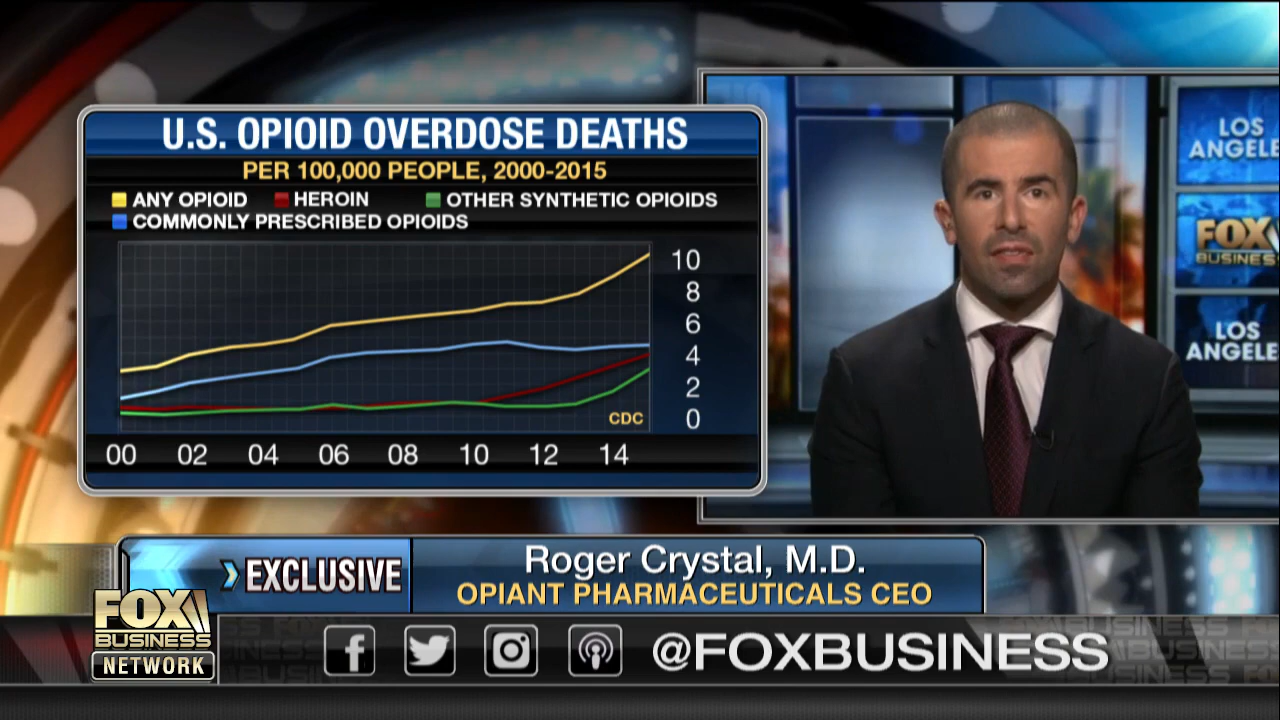 U.S. OPIOID OVERDOSE DEATHS
PER 100,000 PEOPLE, 2000-2015
ANY OPIOID HEROIN OTHER SYNTHETIC OPIOIDS
COMMONLY PRESCRIBED OPIOIDS
10
8
6
4
2
0
CDC
00 02 04 06 08 10 12 14
LOS
ANGELE
FOX
BUSINESS
LOS
ANGELE
EXCLUSIVE
Roger Crystal, M.D.
OPIANT PHARMACEUTICALS CEO
FOX
BUSINESS
NETWORK
@FOXBUSINESS